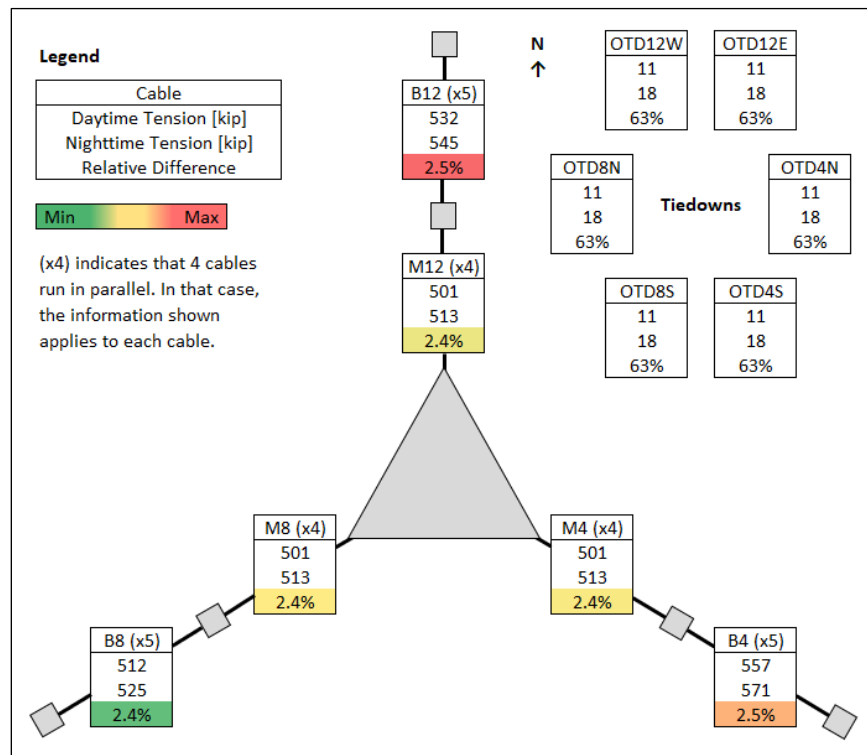 Legend
Cable
Daytime Tension [kip]
Nighttime Tension [kip]
Relative Difference
Min Max
(x4) indicates that 4 cables
run in parallel. In that case,
the information shown
applies to each cable.
N
↑
B12 (x5)
532
545
2.5%
M12 (x4)
501
513
2.4%
OTD12W
11
18
63%
OTD12E
11
18
63%
OTD8N
11
18
63%
Tiedowns
OTD4N
11
18
63%
OTD8S
11
18
63%
OTD4S
11
18
63%
M8 (x4)
501
513
2.4%
M4 (x4)
501
513
2.4%
B8 (x5)
512
525
2.4%
B4 (x5)
557
571
2.5%